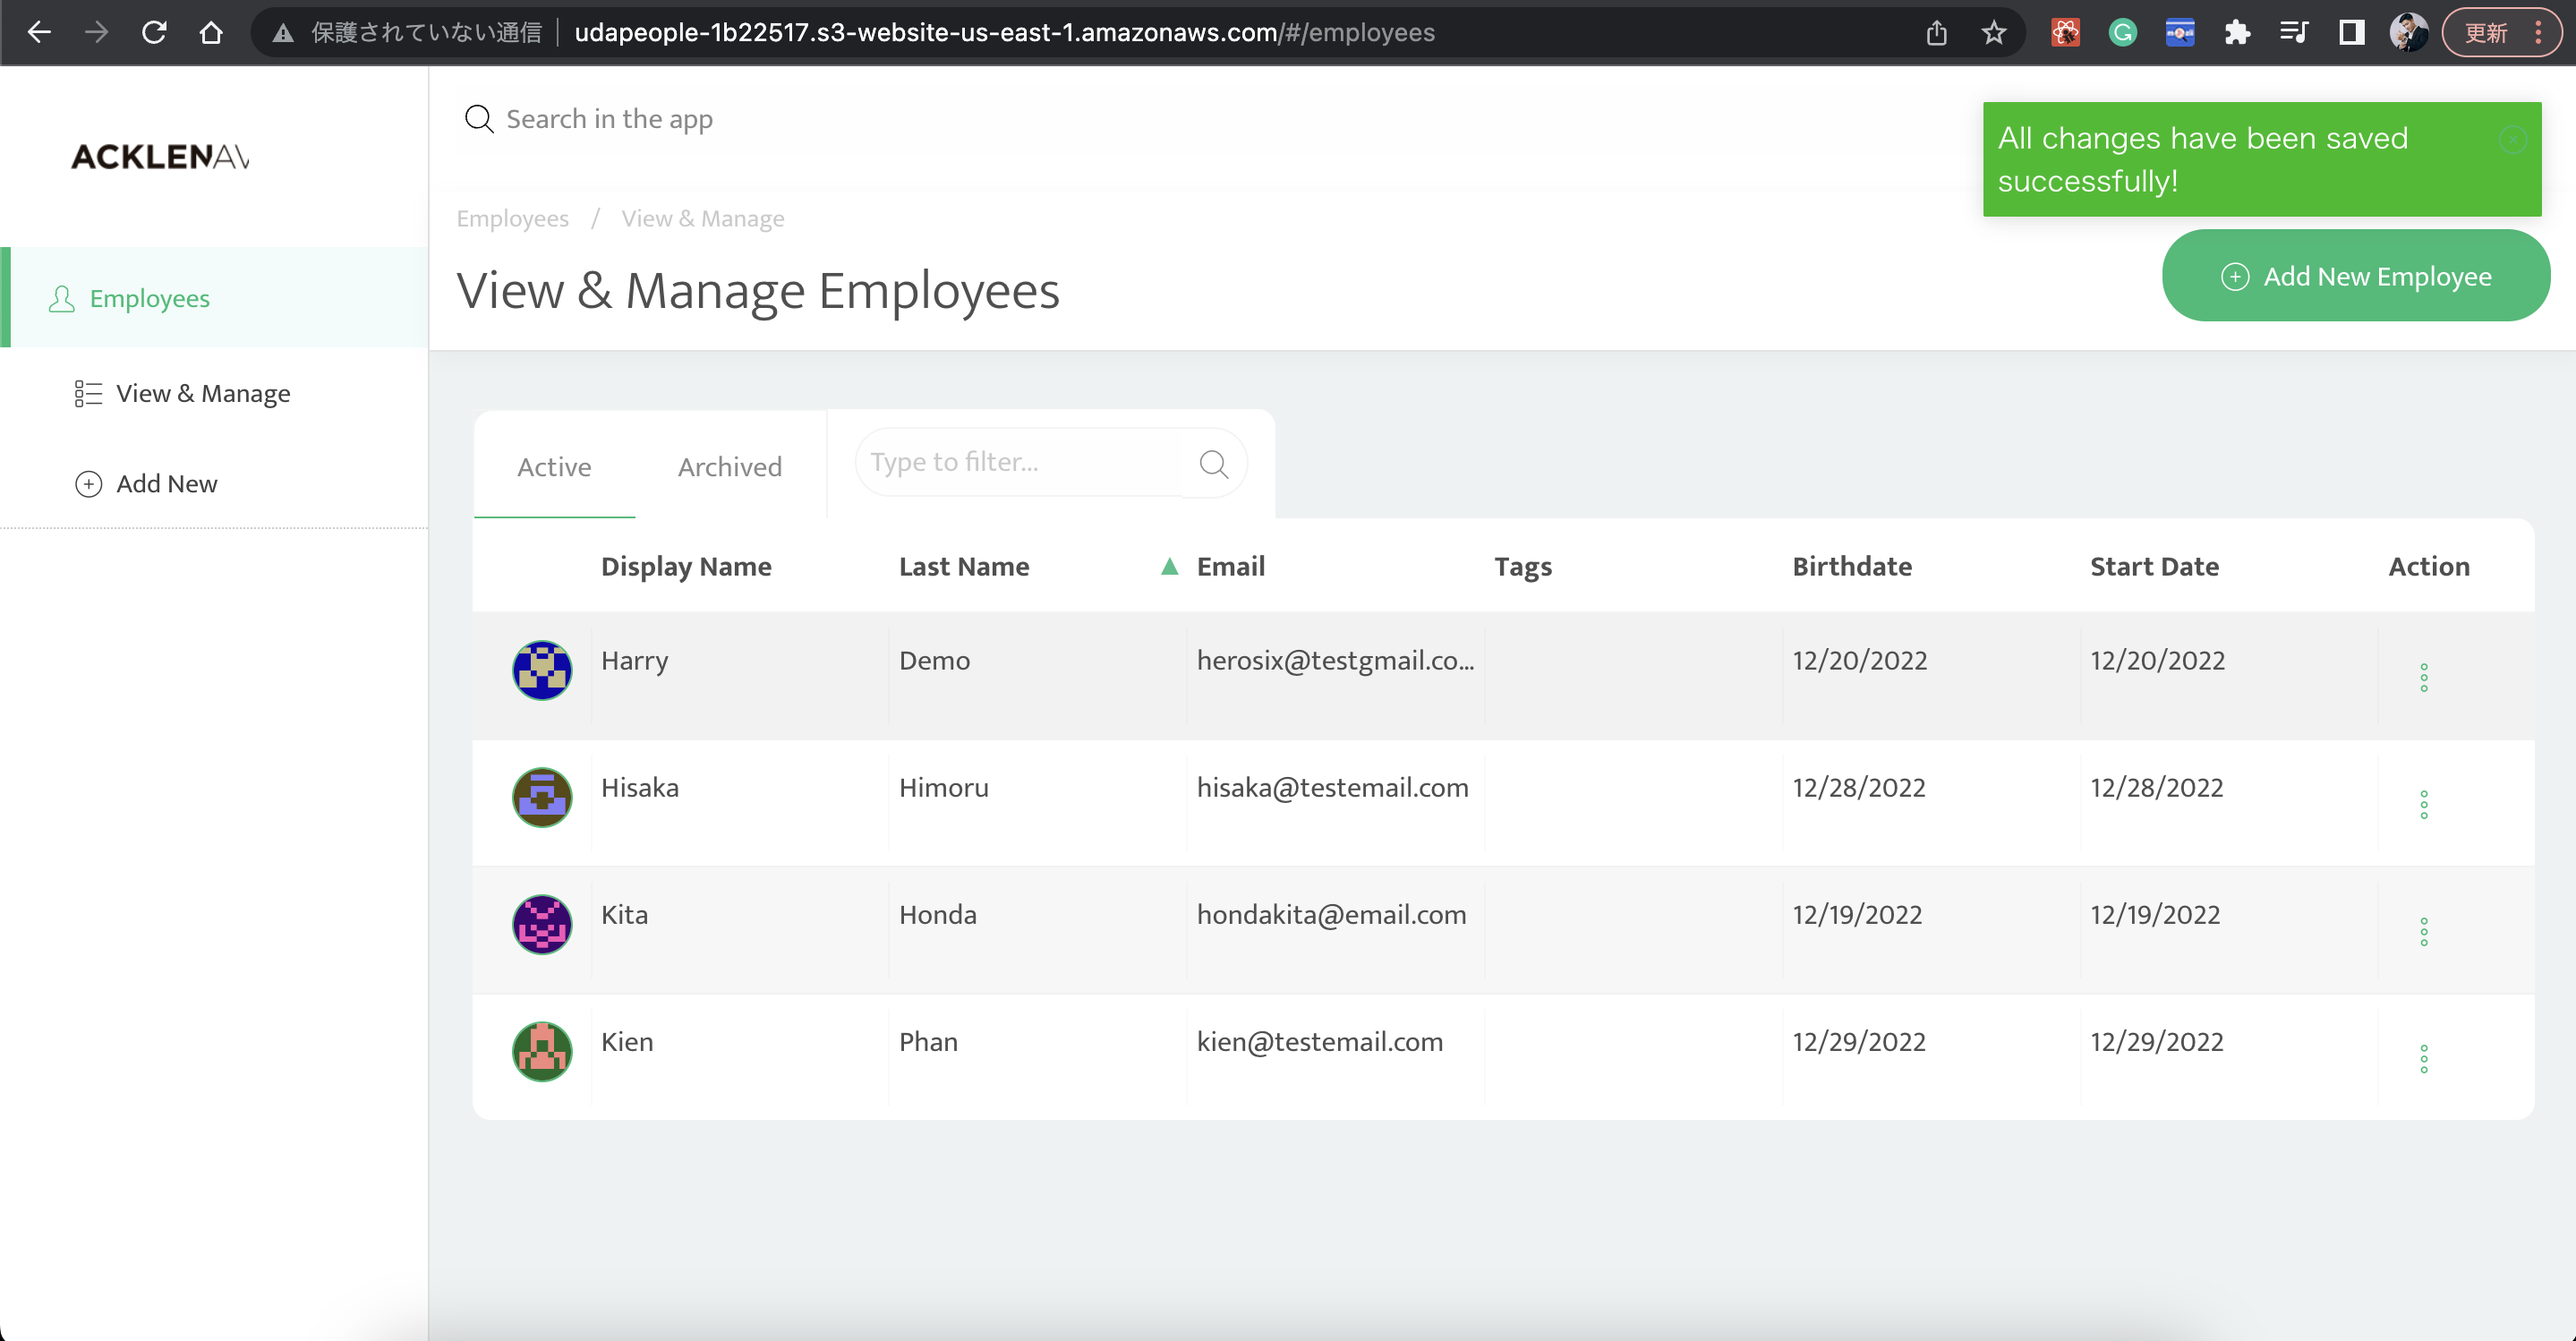 保護されていない通信 udapeople-1b22517.s3-website-us-east-1.amazonaws.com/#/employees 更新
ACKLENAV
Search in the app
All changes have been saved
successfully!
Employees / View & Manage
View & Manage Employees
Add New Employee
Employees
View & Manage
Add New
Active Archived Type to filter...
Display Name Last Name Email Tags Birthdate Start Date Action
Harry Demo herosix@testgmail.co... 12/20/2022 12/20/2022
Hisaka Himoru hisaka@testemail.com 12/28/2022 12/28/2022
Kita Honda hondakita@email.com 12/19/2022 12/19/2022
Kien Phan kien@testemail.com 12/29/2022 12/29/2022